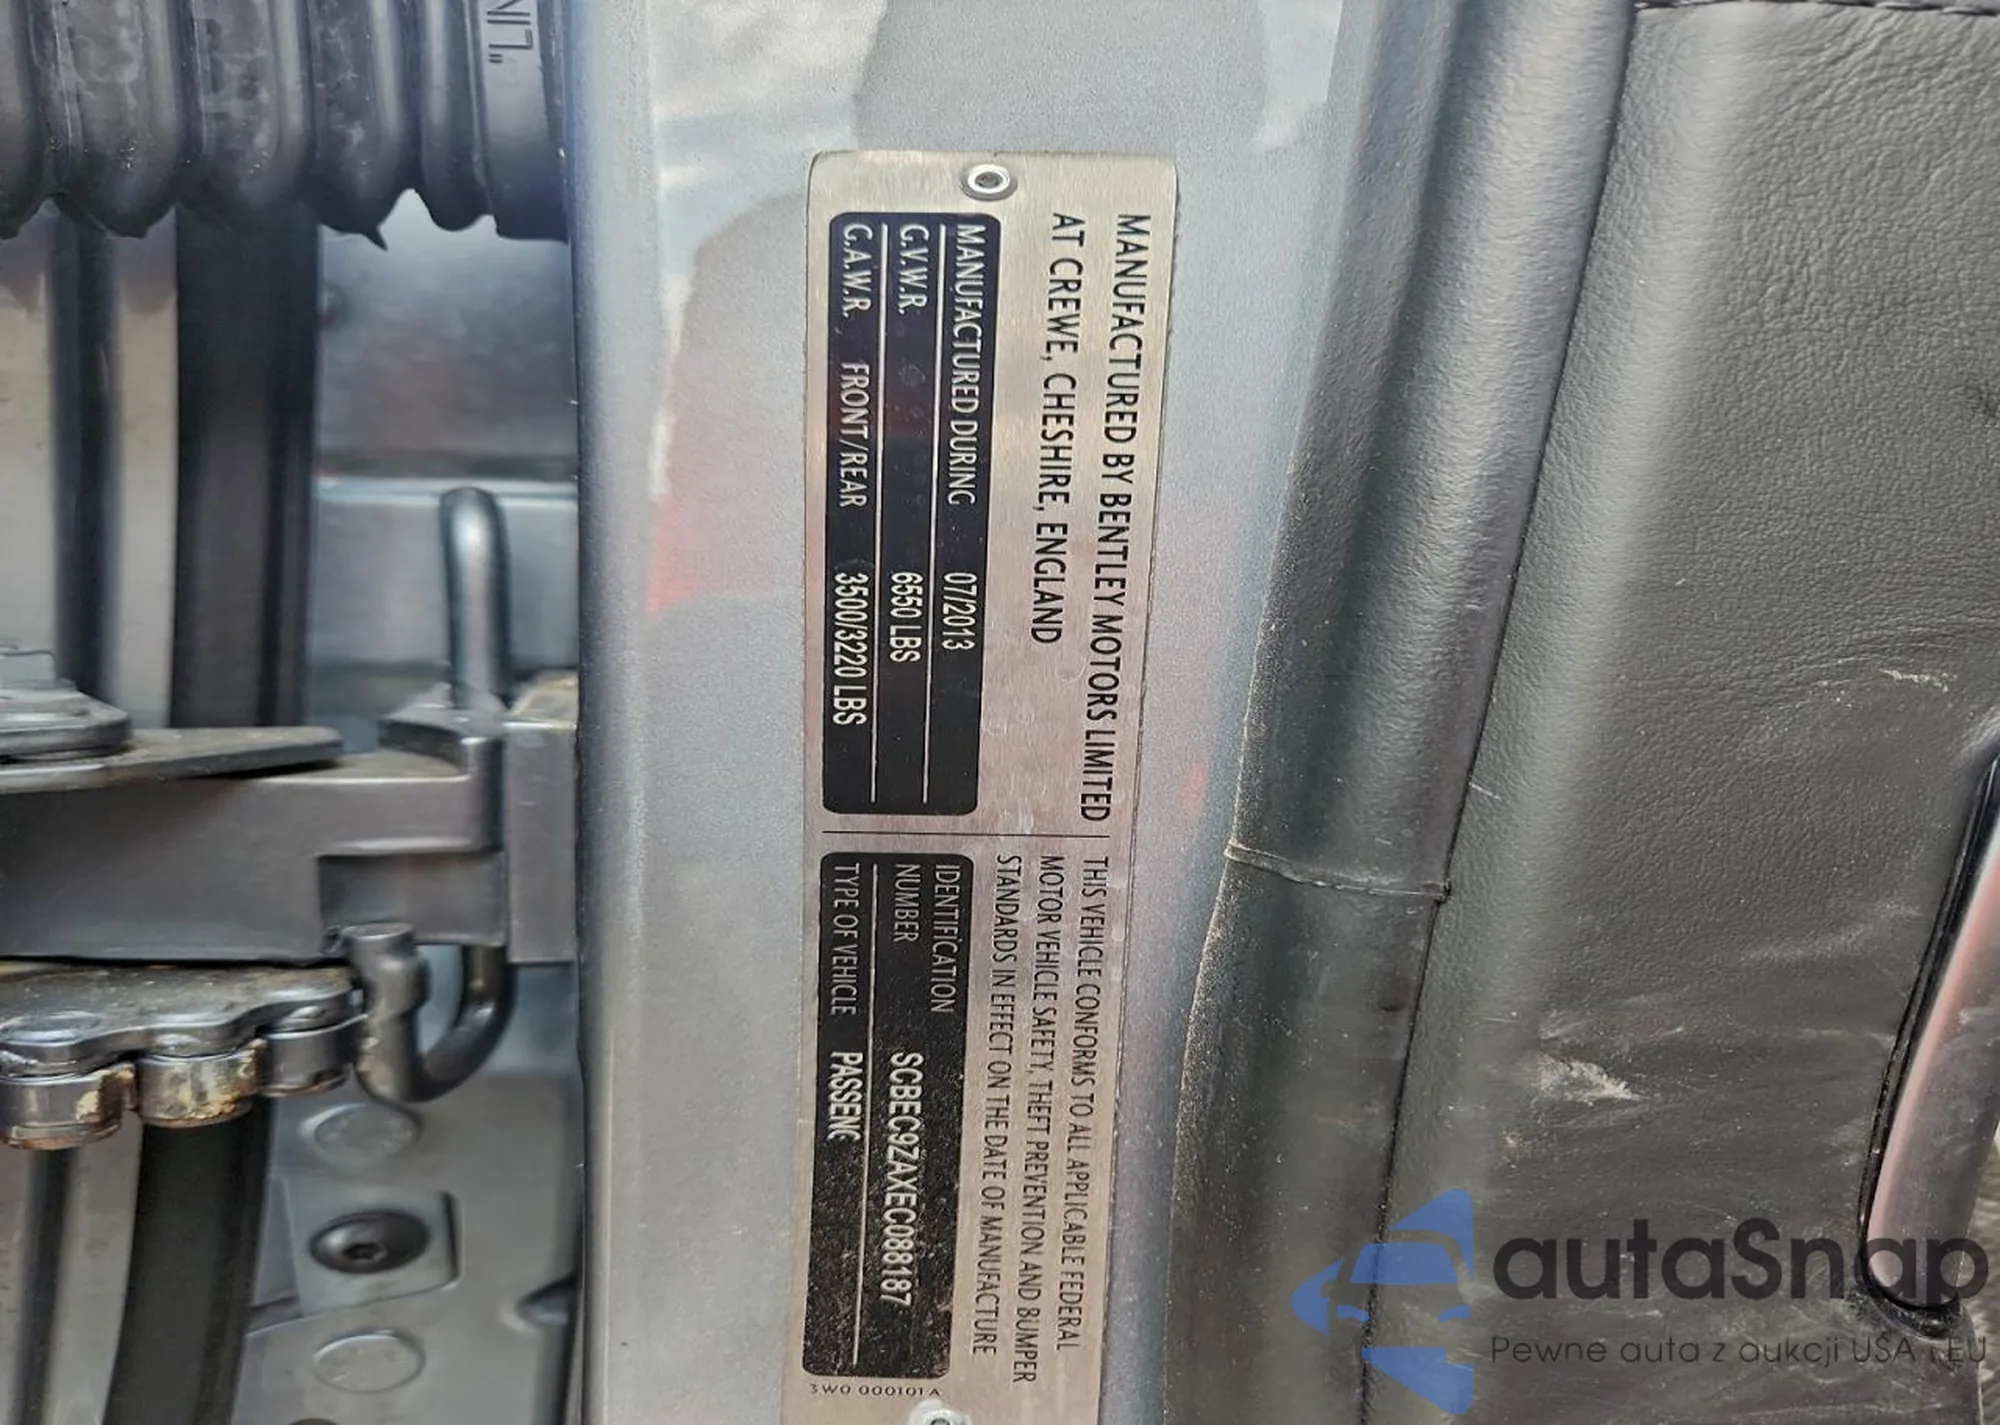 MANUFACTURED BY BENTLEY MOTORS LIMITED
AT CREWE, CHESHIRE, ENGLAND
MANUFACTURED DURING 07/2013
G.V.W.R. 6550 LBS
G.A.W.R. FRONT/REAR 3500/3220 LBS
THIS VEHICLE CONFORMS TO ALL APPLICABLE FEDERAL
MOTOR VEHICLE SAFETY, THEFT PREVENTION AND BUMPER
STANDARDS IN EFFECT ON THE DATE OF MANUFACTURE
IDENTIFICATION
NUMBER SCBEC9ZAXEC088187
TYPE OF VEHICLE PASSENG
3W0 000101 A
autaSnap
Pewne auta z aukcji USA i EU